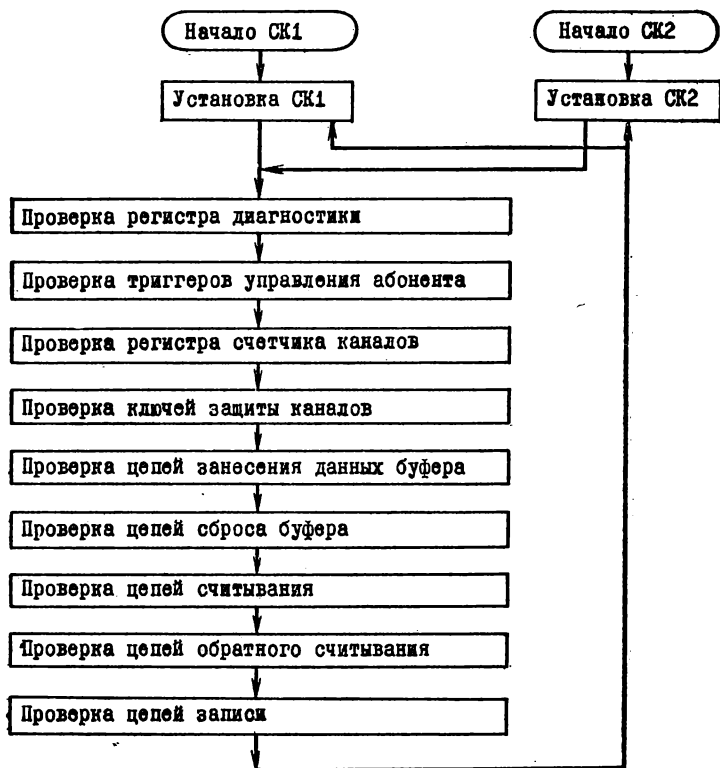 Начало СК1
Начало СК2
Установка СК1
Установка СК2
Проверка регистра диагностики
Проверка триггеров управления абонента
Проверка регистра счетчика каналов
Проверка ключей защиты каналов
Проверка цепей занесения данных буфера
Проверка цепей сброса буфера
Проверка цепей считывания
Проверка цепей обратного считывания
Проверка цепей записи